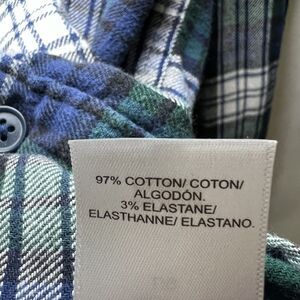 97% COTTON/ COTON/
ALGODÓN.
3% ELASTANE/
ELASTHANNE/ ELASTANO.